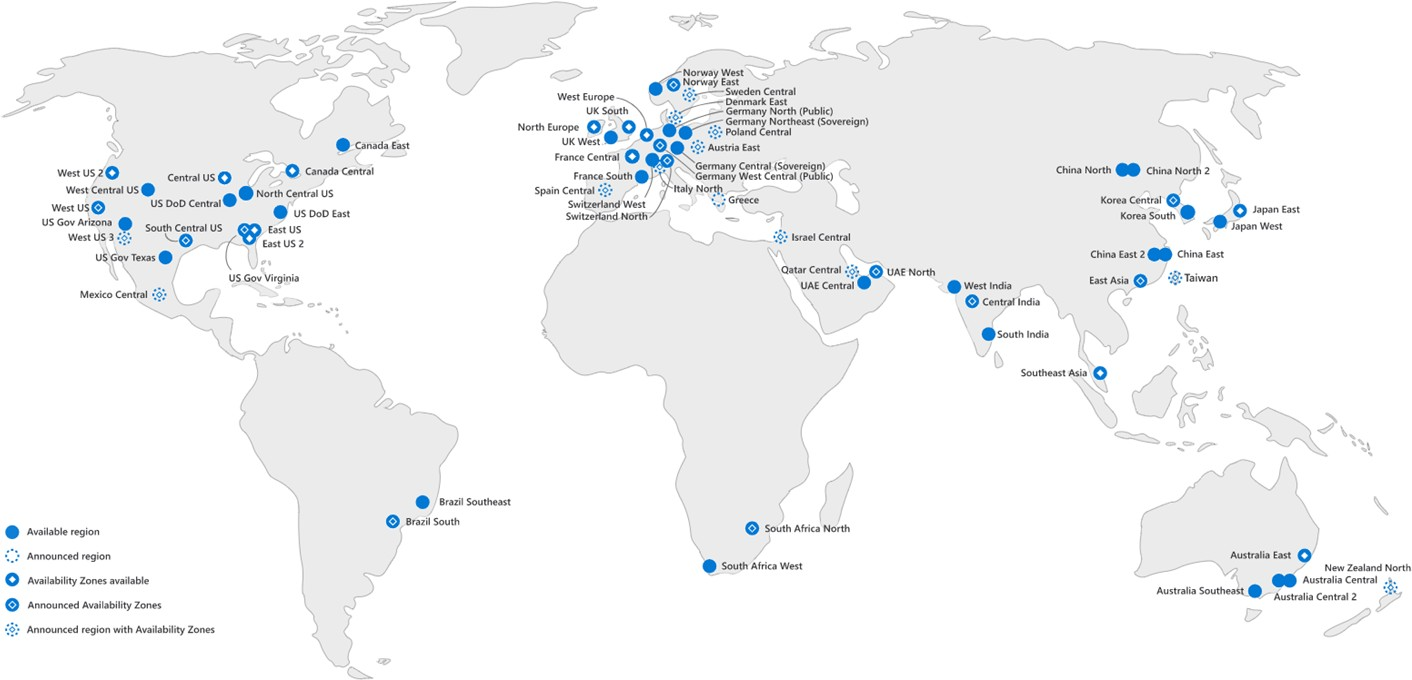 Norway West
Norway East
Sweden Central
West Europe
Denmark East
UK South
Germany North (Public)
Germany Northeast (Sovereign)
North Europe
Poland Central
UK West
Austria East
France Central
Germany Central (Sovereign)
Germany West Central (Public)
France South
Italy North
Spain Central
Switzerland West
Greece
Switzerland North
Canada East
West US 2
Central US
Canada Central
West Central US
North Central US
US DoD Central
West US
US DoD East
US Gov Arizona
South Central US
East US
West US 3
East US 2
US Gov Texas
US Gov Virginia
Mexico Central
Israel Central
Qatar Central
UAE North
UAE Central
West India
Central India
South India
China North
China North 2
Korea Central
Korea South
Japan East
Japan West
China East 2
China East
East Asia
Taiwan
Southeast Asia
Brazil Southeast
Brazil South
South Africa North
South Africa West
Australia East
New Zealand North
Australia Central
Australia Southeast
Australia Central 2
Available region
Announced region
Availability Zones available
Announced Availability Zones
Announced region with Availability Zones